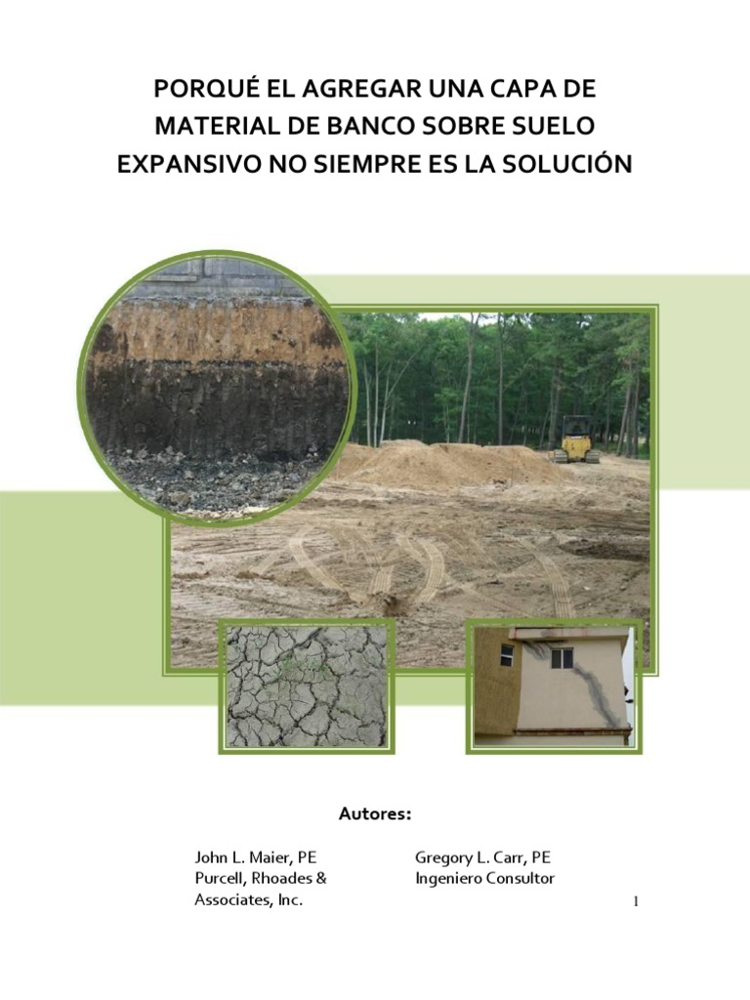 PORQUÉ EL AGREGAR UNA CAPA DE
MATERIAL DE BANCO SOBRE SUELO
EXPANSIVO NO SIEMPRE ES LA SOLUCIÓN
Autores:
John L. Maier, PE
Purcell, Rhoades &
Associates, Inc.
Gregory L. Carr, PE
Ingeniero Consultor
1